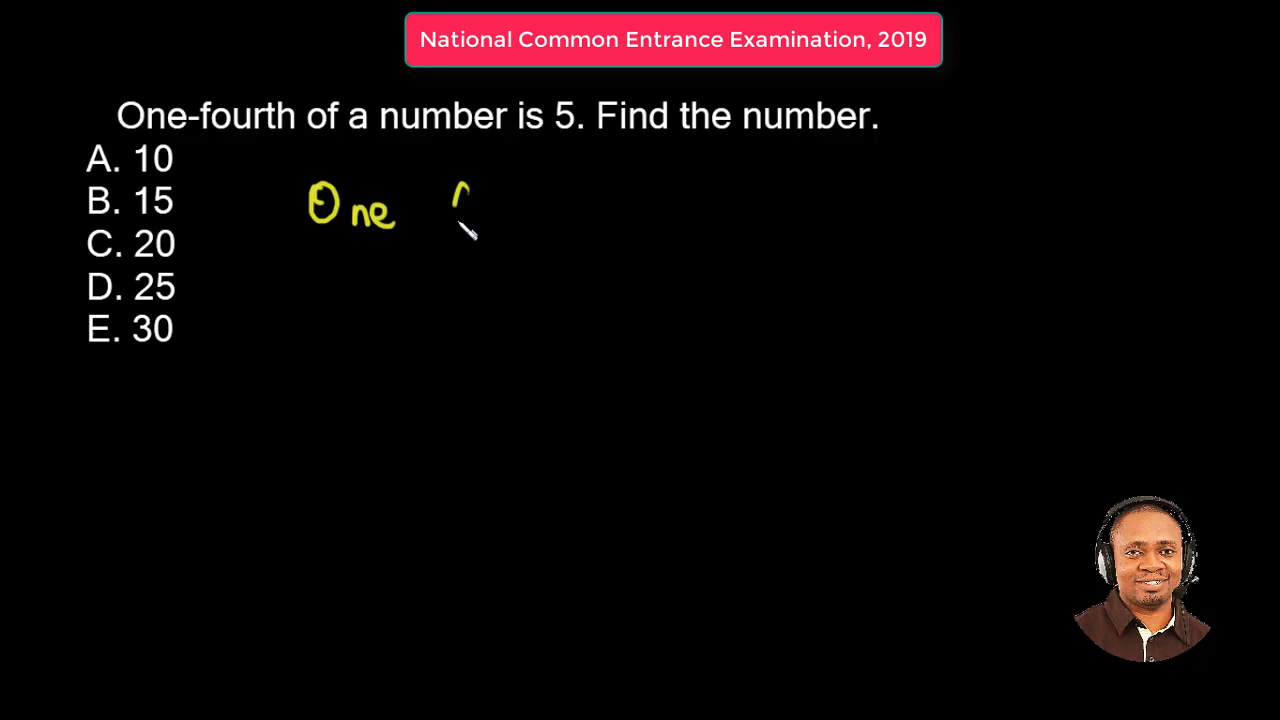 National Common Entrance Examination, 2019
One-fourth of a number is 5. Find the number.
A. 10
B. 15
One
C. 20
D. 25
E. 30